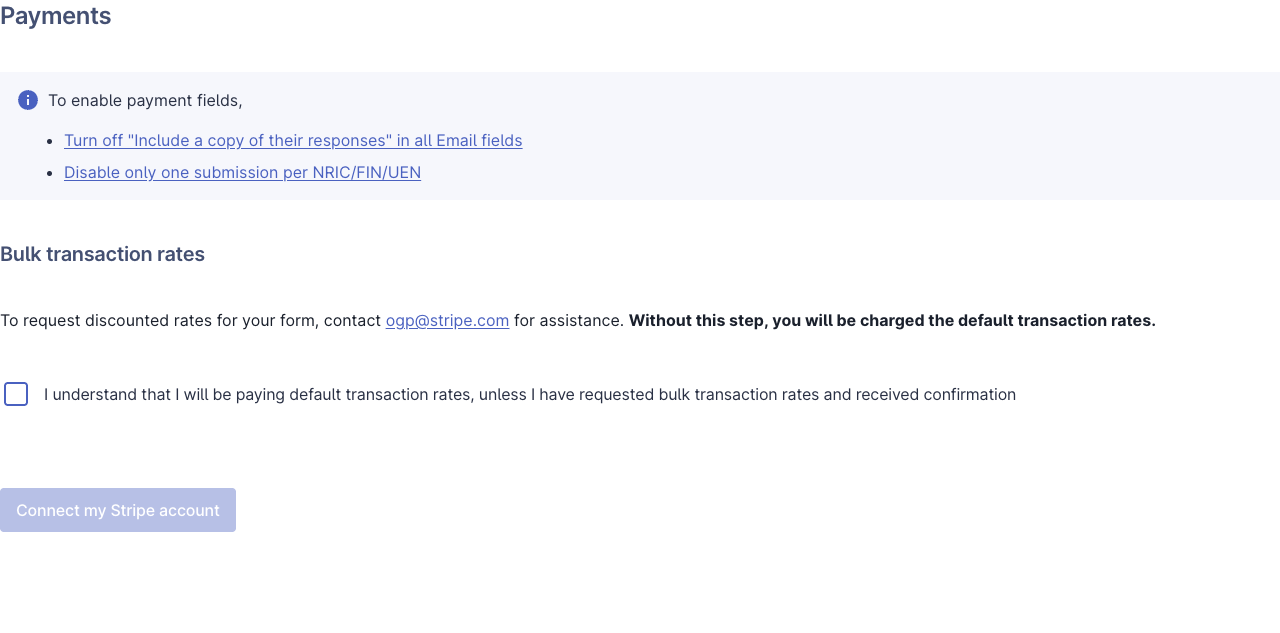 Payments
To enable payment fields,
Turn off "Include a copy of their responses" in all Email fields
Disable only one submission per NRIC/FIN/UEN
Bulk transaction rates
To request discounted rates for your form, contact ogp@stripe.com for assistance. Without this step, you will be charged the default transaction rates.
I understand that I will be paying default transaction rates, unless I have requested bulk transaction rates and received confirmation
Connect my Stripe account